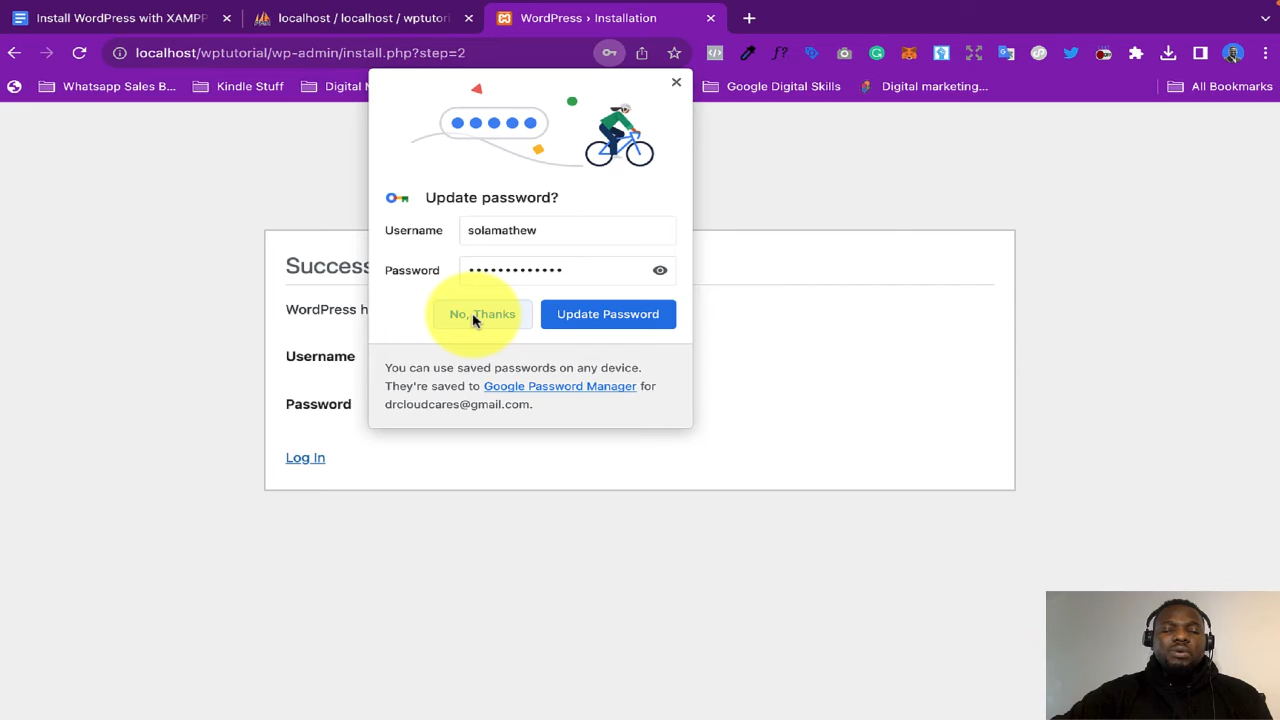 Install WordPress with XAMPP
localhost / localhost / wptutori
WordPress › Installation
localhost/wptutorial/wp-admin/install.php?step=2
Whatsapp Sales B...
Kindle Stuff
Digital M
Google Digital Skills
Digital marketing...
All Bookmarks
Update password?
Username
solamathew
Password
No, Thanks
Update Password
You can use saved passwords on any device.
They're saved to Google Password Manager for
drcloudcares@gmail.com.
Success
WordPress h
Username
Password
Log In